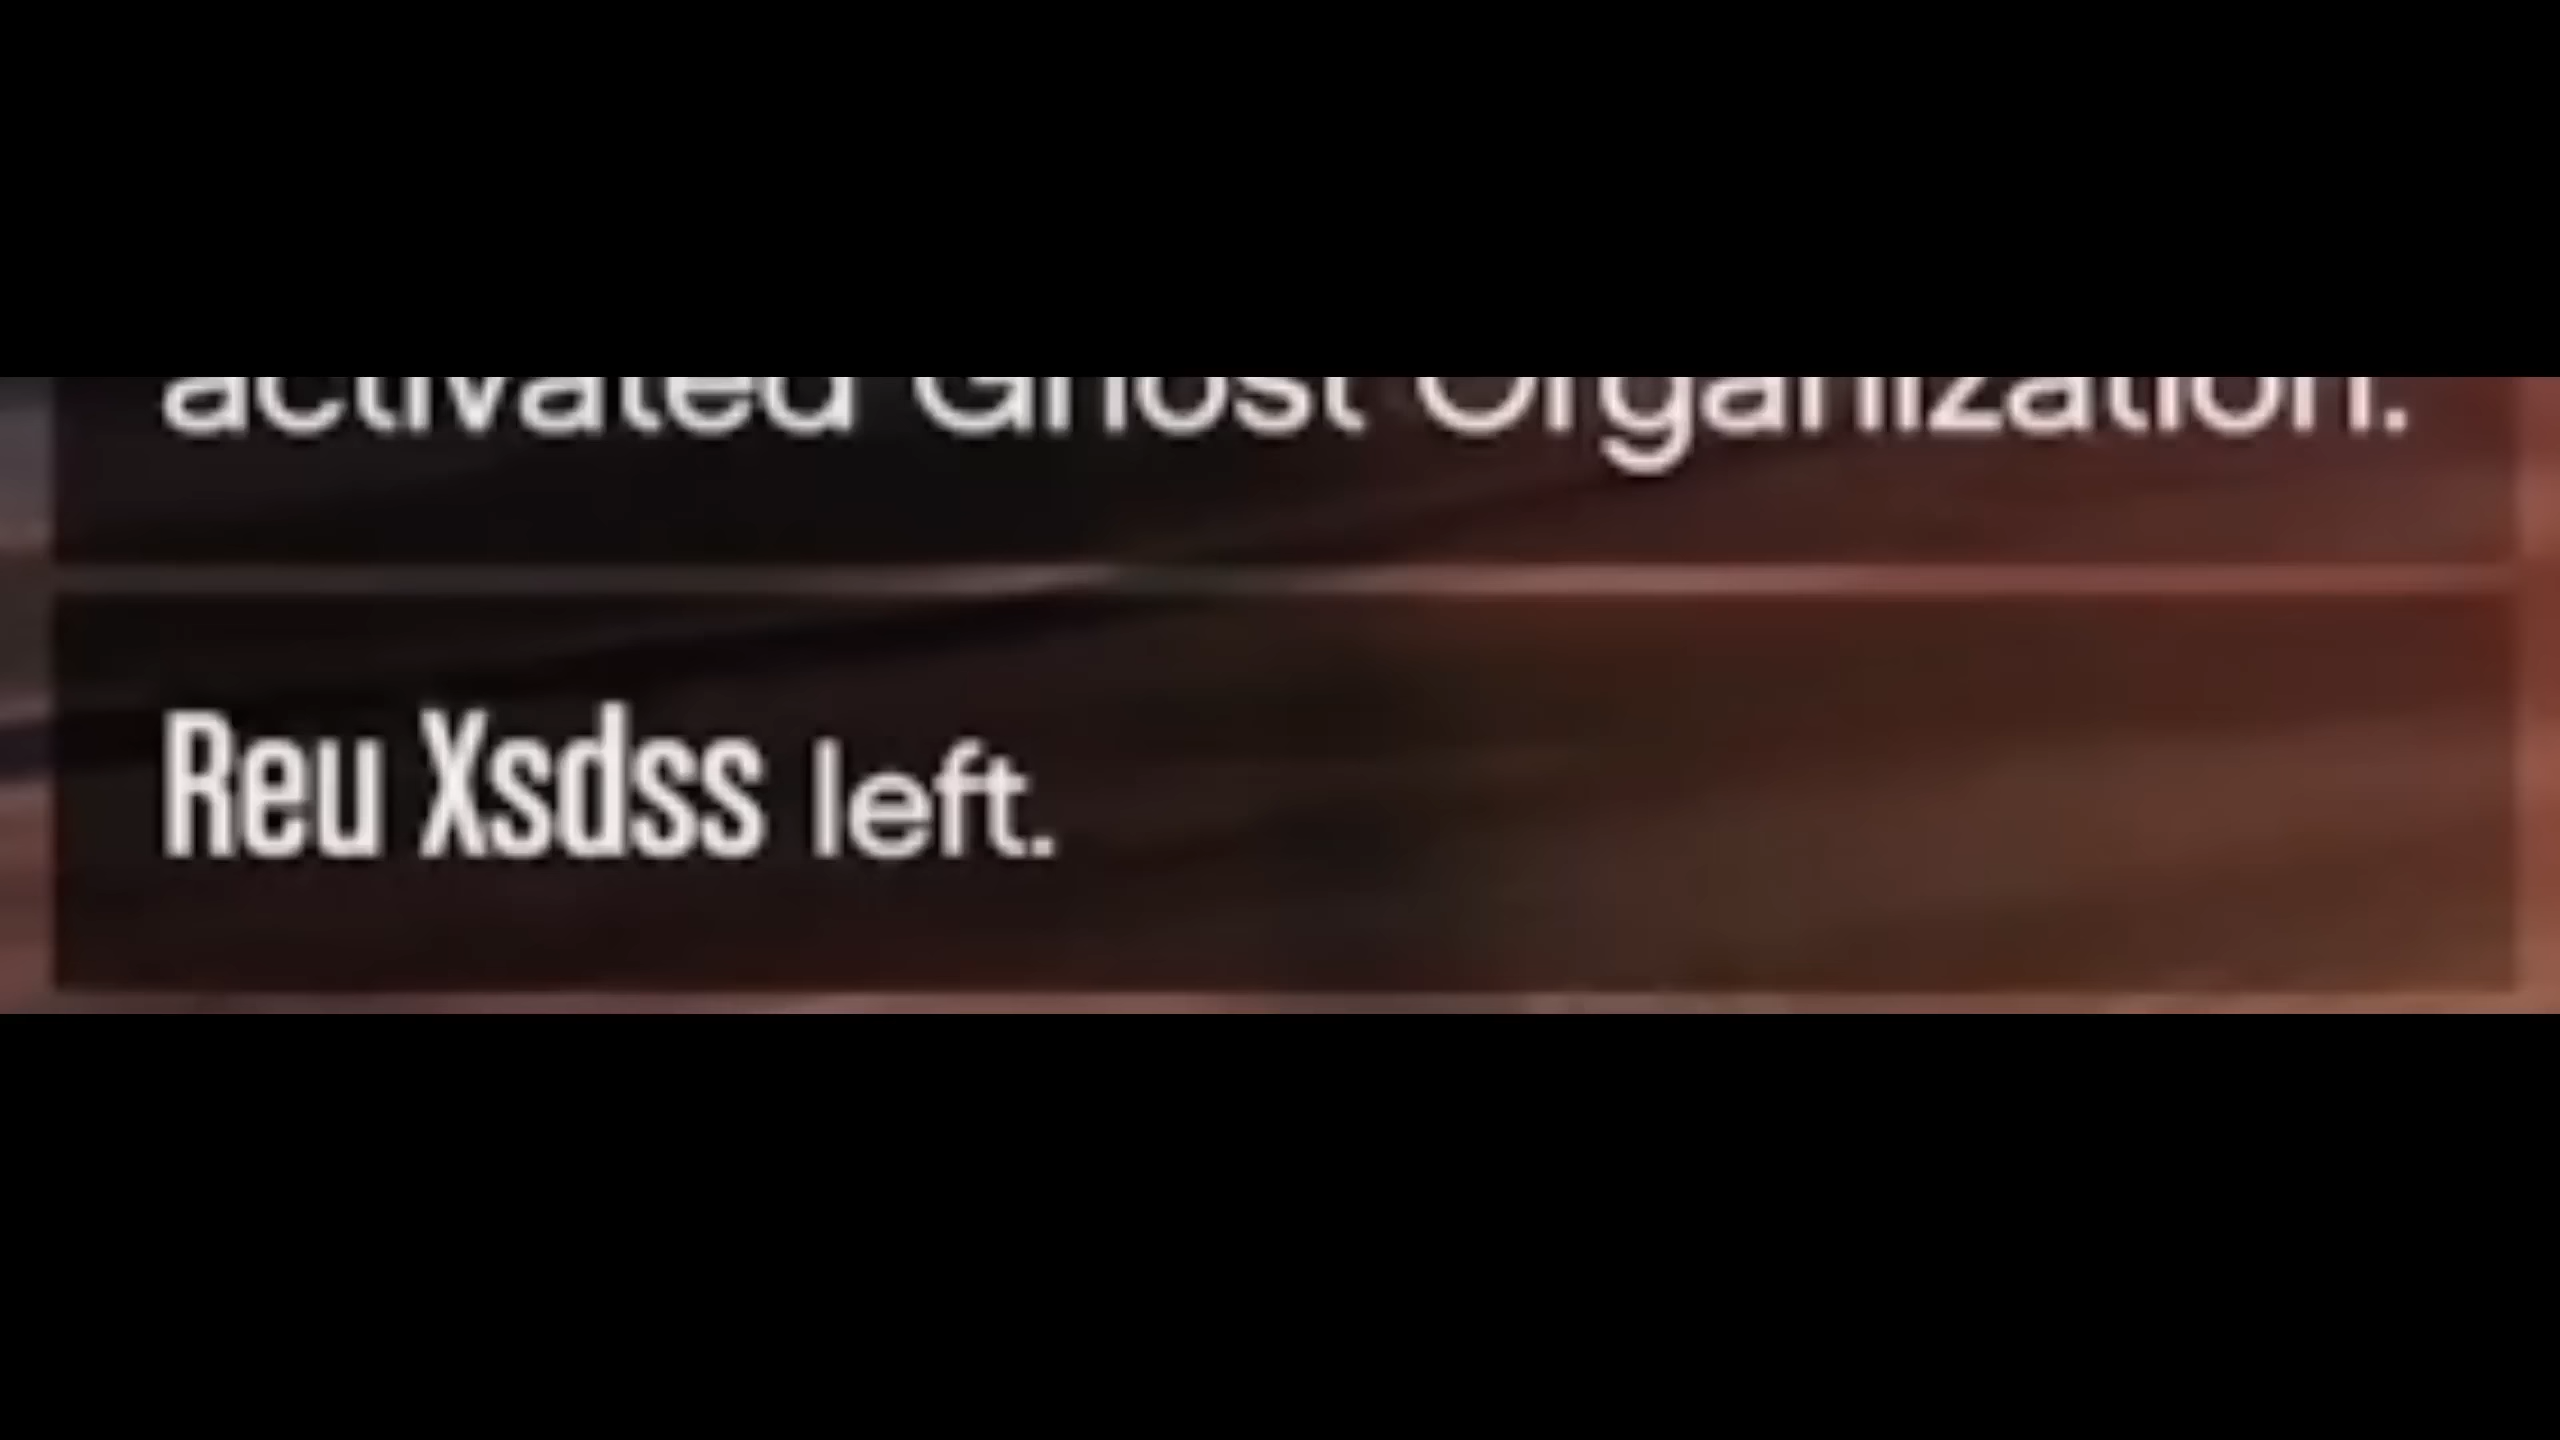 activated Ghost Organization.
Reu Xsdss left.